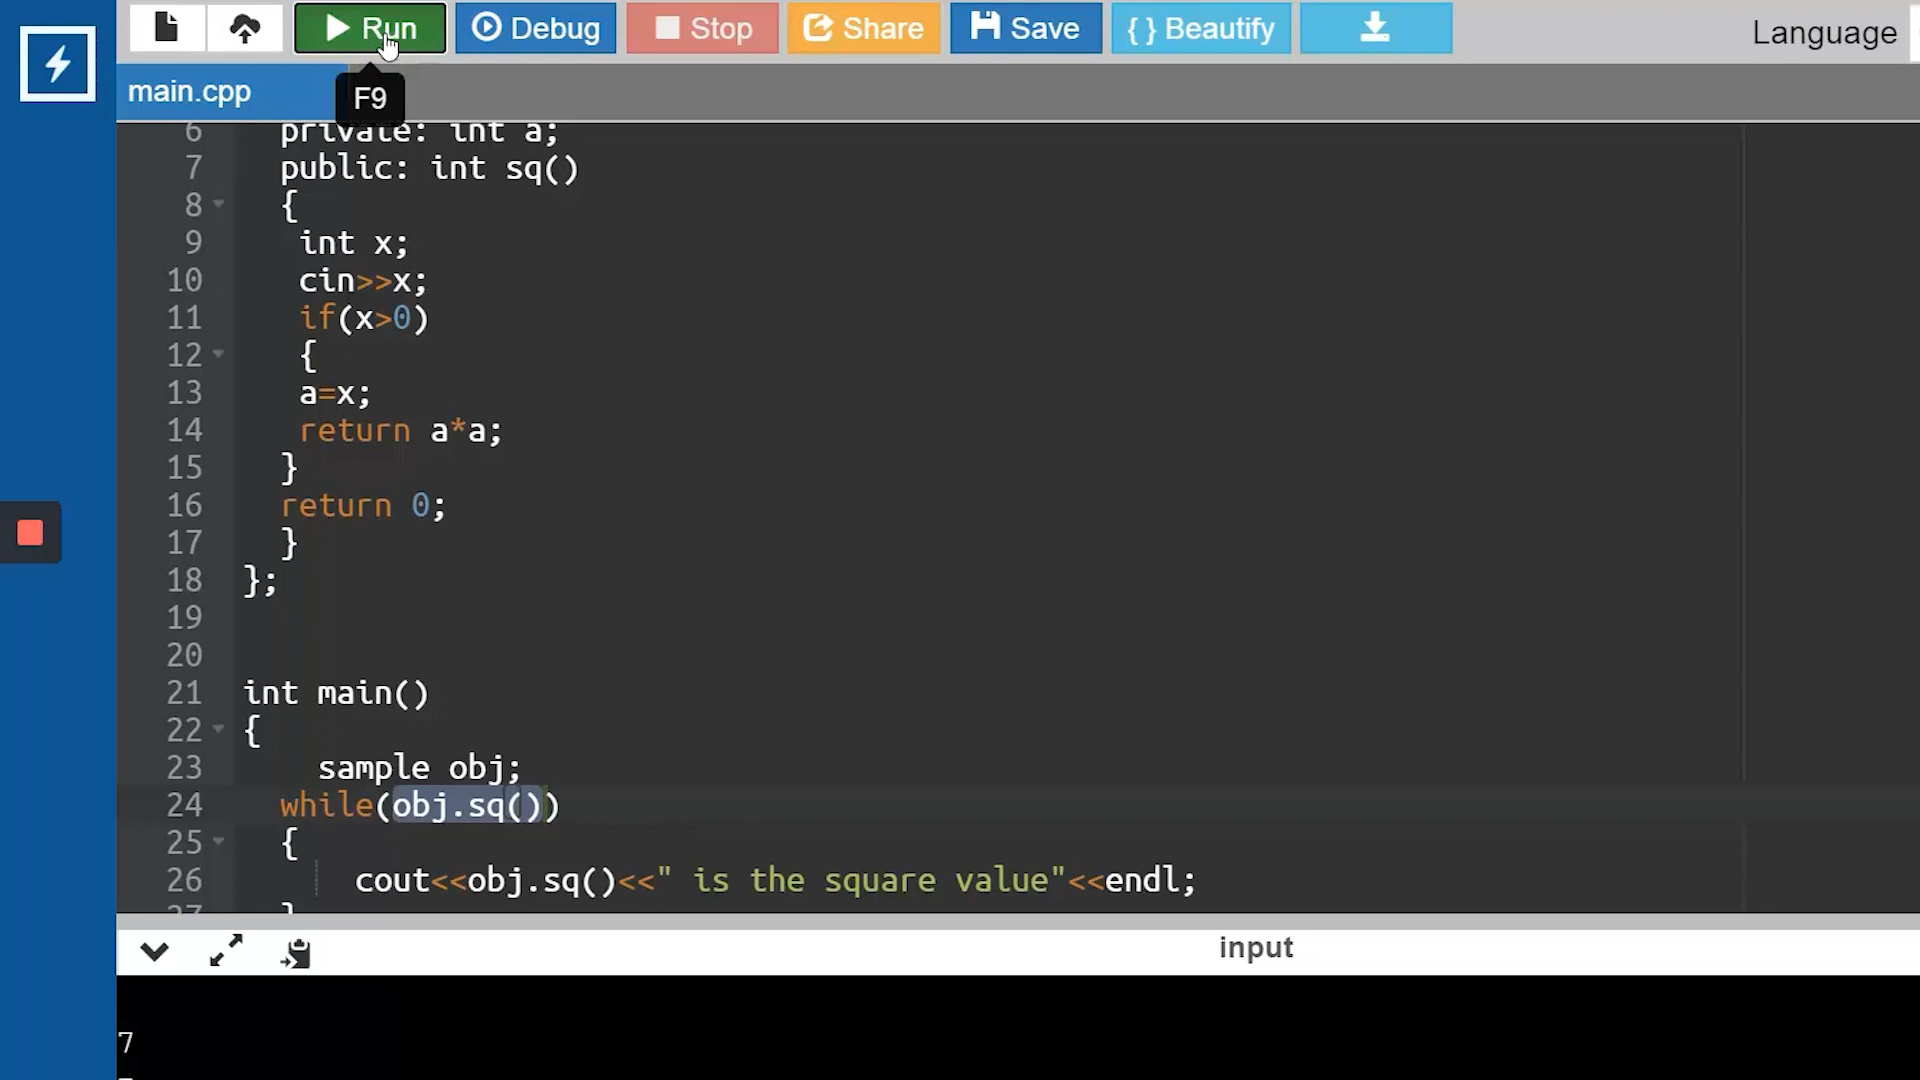 Run Debug Stop Share Save { } Beautify Language
main.cpp F9
6 private: int a;
7 public: int sq()
8 {
9 int x;
10 cin>>x;
11 if(x>0)
12 {
13 a=x;
14 return a*a;
15 }
16 return 0;
17 }
18 };
19
20
21 int main()
22 {
23 sample obj;
24 while(obj.sq())
25 {
26 cout<<obj.sq()<<" is the square value"<<endl;
27 }
input
7